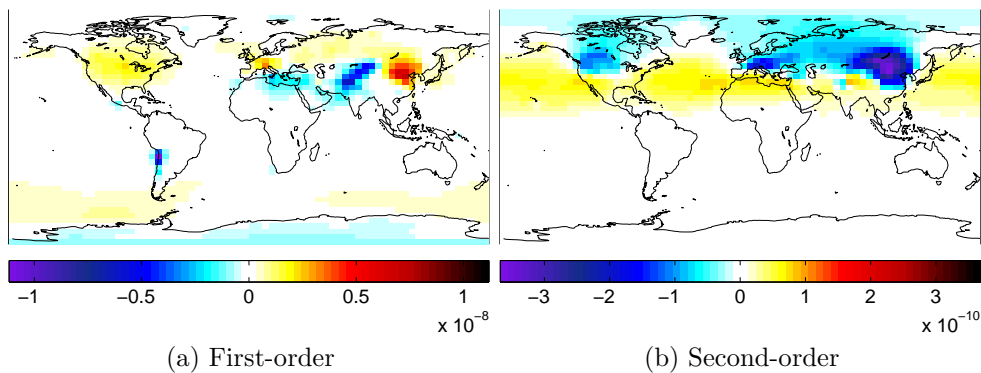 −1 −0.5 0 0.5 1
x 10⁻⁸
(a) First-order
−3 −2 −1 0 1 2 3
x 10⁻¹⁰
(b) Second-order